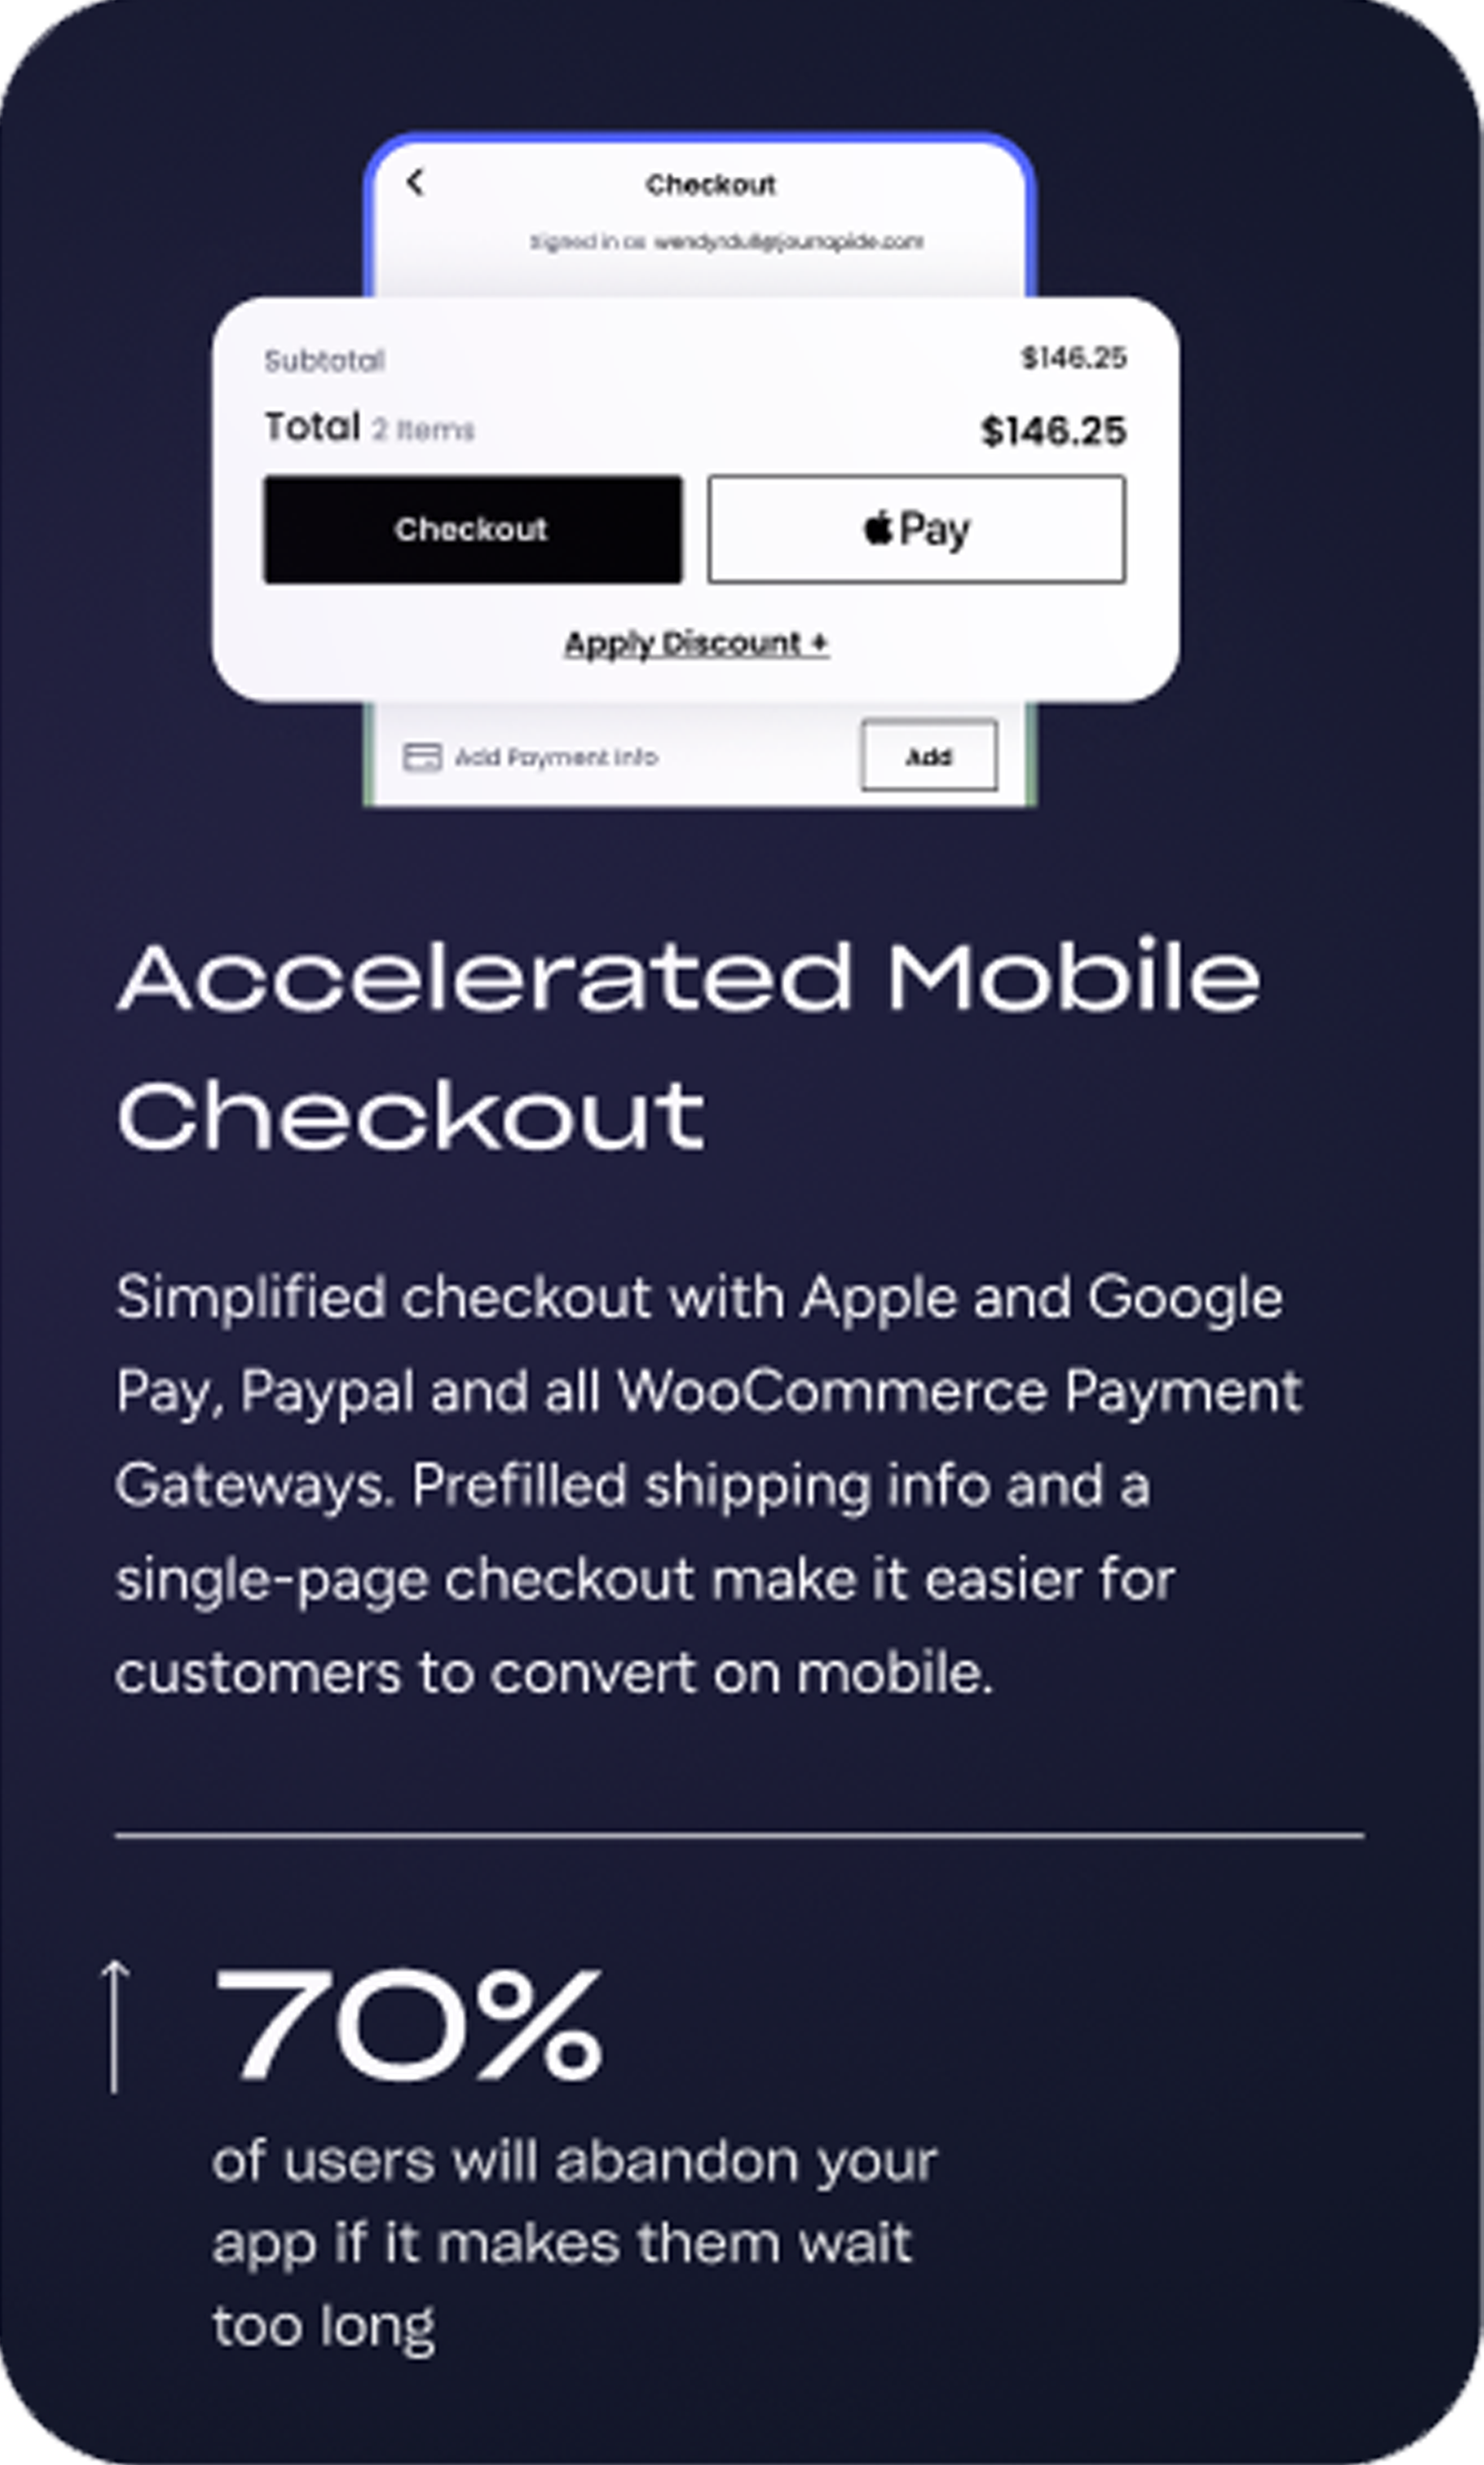 Checkout
Signed in as
Subtotal $146.25
Total 2 Items $146.25
Checkout Pay
Apply Discount +
Add Payment Info Add
Accelerated Mobile
Checkout
Simplified checkout with Apple and Google
Pay, Paypal and all WooCommerce Payment
Gateways. Prefilled shipping info and a
single-page checkout make it easier for
customers to convert on mobile.
70%
of users will abandon your
app if it makes them wait
too long